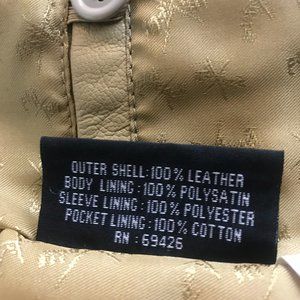 OUTER SHELL:100% LEATHER
BODY LINING:100% POLYSATIN
SLEEVE LINING:100% POLYESTER
POCKET LINING:100% COTTON
RN:69426